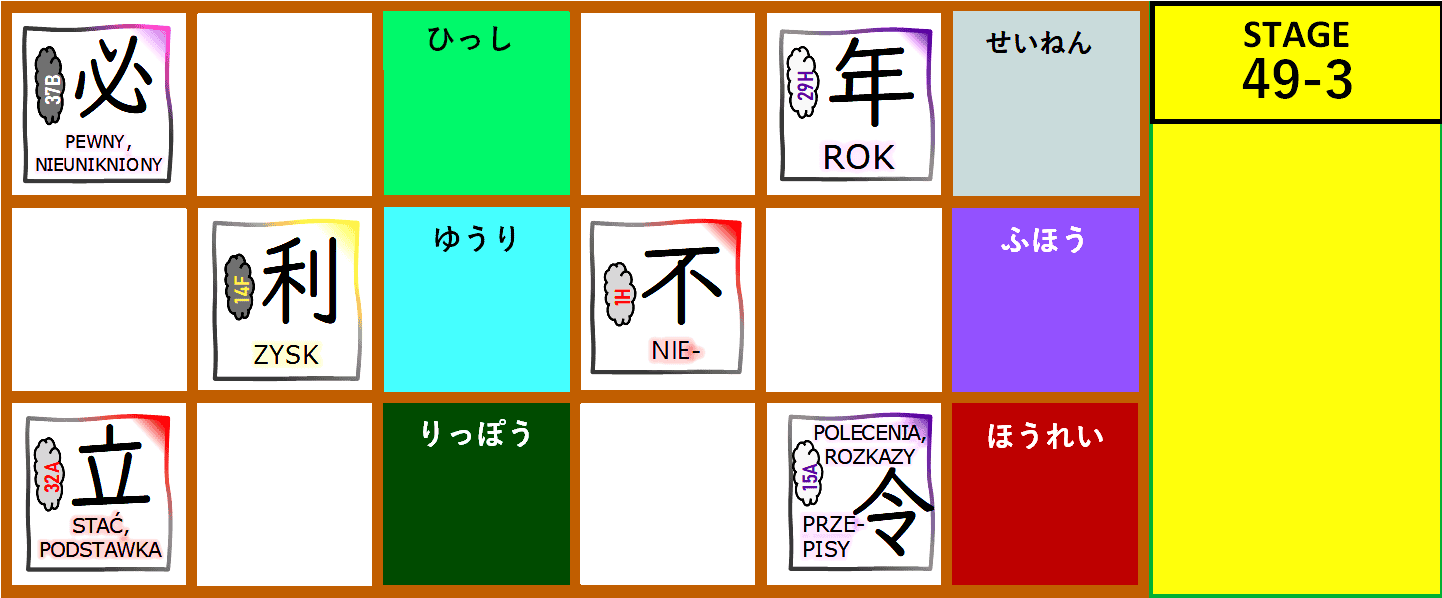 37B
必
PEWNY,
NIEUNIKNIONY
ひっし
29H
年
ROK
せいねん
STAGE
49-3
14F
利
ZYSK
ゆうり
1H
不
NIE-
ふほう
32A
立
STAĆ,
PODSTAWKA
りっぽう
POLECENIA,
ROZKAZY
15A
令
PRZE-
PISY
ほうれい